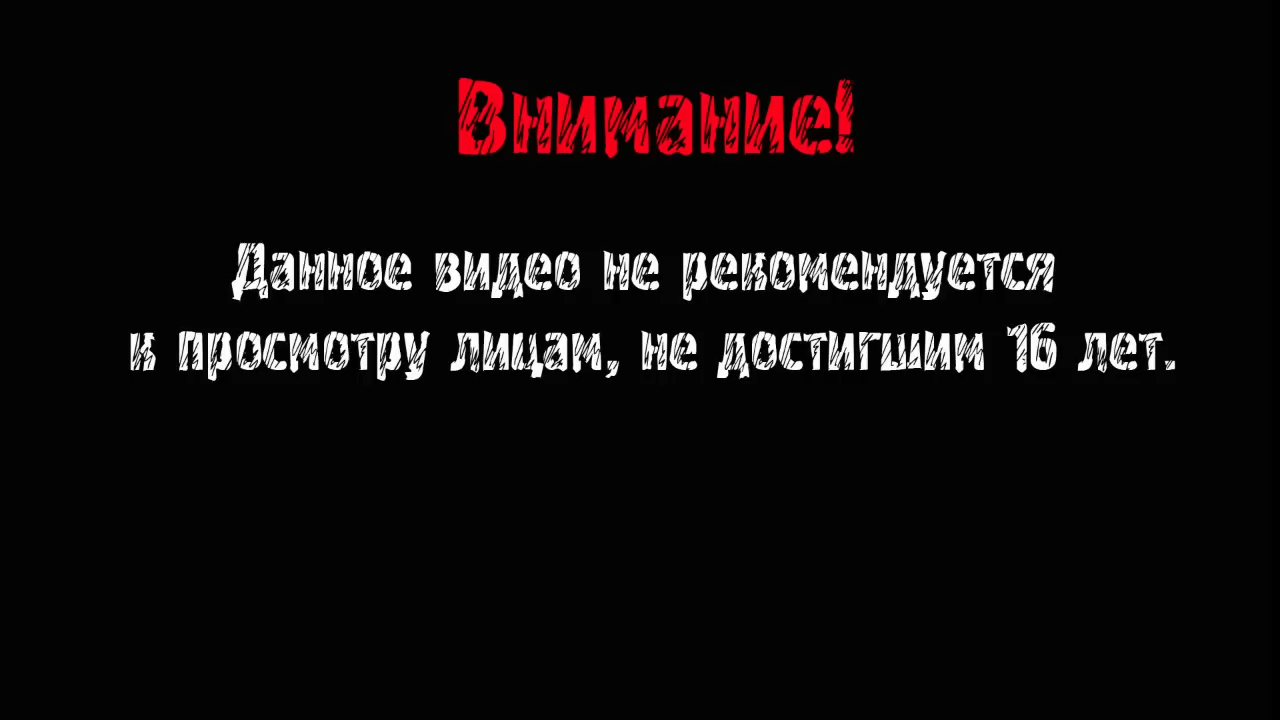 Внимание!
Данное видео не рекомендуется
к просмотру лицам, не достигшим 16 лет.